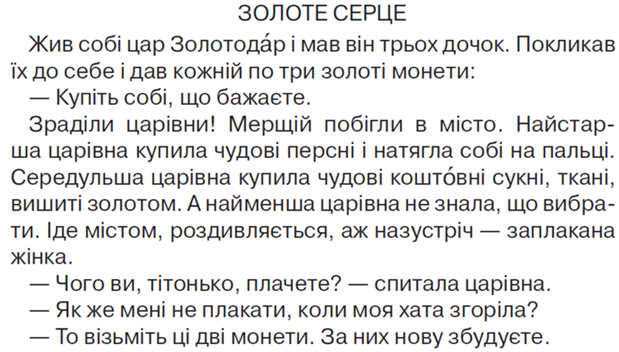 ЗОЛОТЕ СЕРЦЕ
Жив собі цар Золотода́р і мав він трьох дочок. Покликав
їх до себе і дав кожній по три золоті монети:
— Купіть собі, що бажаєте.
Зраділи царівни! Мерщій побігли в місто. Найстар-
ша царівна купила чудові персні і натягла собі на пальці.
Середульша царівна купила чудові кошто́вні сукні, ткані,
вишиті золотом. А найменша царівна не знала, що вибра-
ти. Іде містом, роздивляється, аж назустріч — заплакана
жінка.
— Чого ви, тітонько, плачете? — спитала царівна.
— Як же мені не плакати, коли моя хата згоріла?
— То візьміть ці дві монети. За них нову збудуєте.